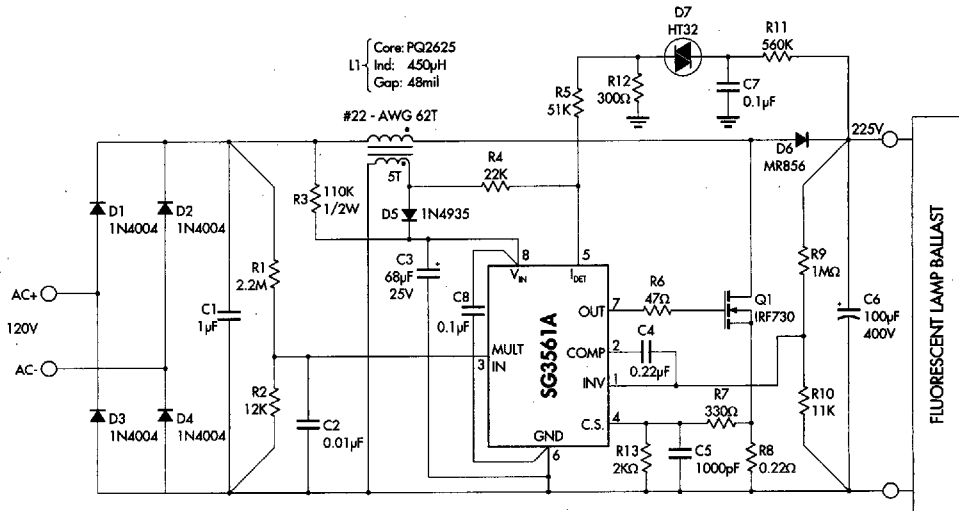 D7
HT32
R11
560K
Core: PQ2625
L1
Ind: 450µH
Gap: 48mil
R12
300Ω
C7
0.1µF
R5
51K
#22 - AWG 62T
225V
D6
MR856
5T
R4
22K
R3
110K
1/2W
D5
1N4935
D1
1N4004
D2
1N4004
C3
68µF
25V
+
8
VIN
5
IDET
R9
1MΩ
R1
2.2M
C8
0.1µF
R6
47Ω
OUT
7
Q1
IRF730
C6
100µF
400V
+
AC+
120V
AC-
C1
1µF
SG3561A
C4
0.22µF
COMP
2
MULT
IN
3
INV
1
R2
12K
R7
330Ω
R10
11K
C.S.
4
D3
1N4004
D4
1N4004
C2
0.01µF
GND
6
R13
2KΩ
C5
1000pF
R8
0.22Ω
FLUORESCENT LAMP BALLAST